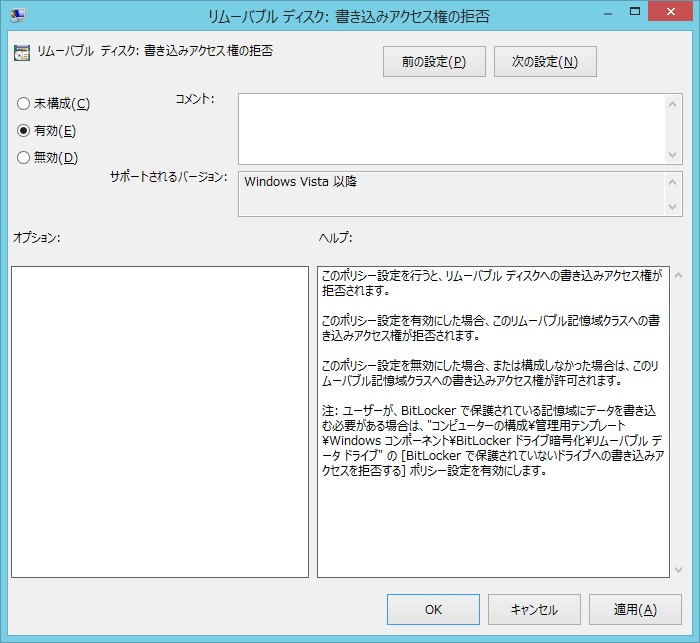 リムーバブル ディスク: 書き込みアクセス権の拒否
リムーバブル ディスク: 書き込みアクセス権の拒否
前の設定(P)
次の設定(N)
未構成(C)
コメント:
有効(E)
無効(D)
サポートされるバージョン:
Windows Vista 以降
オプション:
ヘルプ:
このポリシー設定を行うと、リムーバブル ディスクへの書き込みアクセス権が
拒否されます。
このポリシー設定を有効にした場合、このリムーバブル記憶域クラスへの書
き込みアクセス権が拒否されます。
このポリシー設定を無効にした場合、または構成しなかった場合は、このリ
ムーバブル記憶域クラスへの書き込みアクセス権が許可されます。
注: ユーザーが、BitLocker で保護されている記憶域にデータを書き込
む必要がある場合は、"コンピューターの構成¥管理用テンプレート
¥Windows コンポーネント¥BitLocker ドライブ暗号化¥リムーバブル デ
ータ ドライブ" の [BitLocker で保護されていないドライブへの書き込みア
クセスを拒否する] ポリシー設定を有効にします。
OK
キャンセル
適用(A)